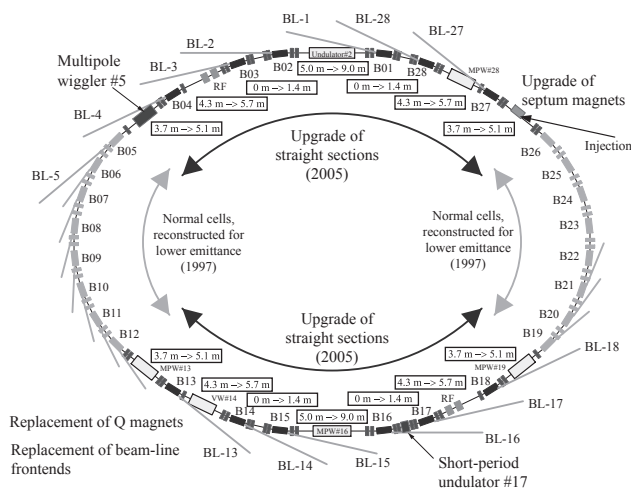 BL-1
BL-28
BL-27
BL-2
BL-3
BL-4
BL-5
Multipole
wiggler #5
RF
B03
B02
Undulator#2
B01
B28
MPW#28
B27
B04
5.0 m –> 9.0 m
0 m –> 1.4 m
0 m –> 1.4 m
4.3 m –> 5.7 m
4.3 m –> 5.7 m
3.7 m –> 5.1 m
3.7 m –> 5.1 m
Upgrade of
septum magnets
Injection
Upgrade of
straight sections
(2005)
B05
B06
B07
B08
B09
B10
B11
B12
B26
B25
B24
B23
B22
B21
B20
B19
Normal cells,
reconstructed for
lower emittance
(1997)
Normal cells,
reconstructed for
lower emittance
(1997)
Upgrade of
straight sections
(2005)
3.7 m –> 5.1 m
3.7 m –> 5.1 m
MPW#13
MPW#19
B13
4.3 m –> 5.7 m
4.3 m –> 5.7 m
B18
BL-18
VW#14
0 m –> 1.4 m
0 m –> 1.4 m
RF
B14
B15
5.0 m –> 9.0 m
B16
B17
MPW#16
BL-17
BL-16
BL-15
BL-14
BL-13
Replacement of Q magnets
Replacement of beam-line
frontends
Short-period
undulator #17